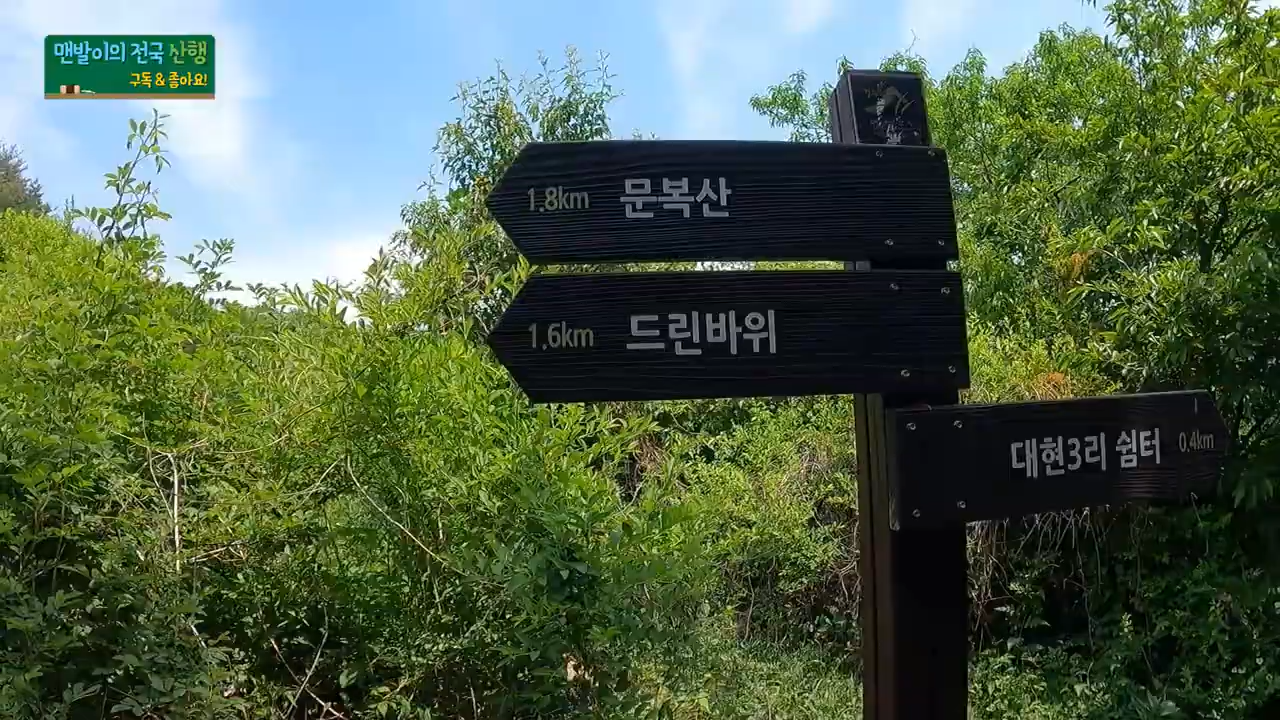 맨발이의 전국 산행
구독 & 좋아요!
1.8km 문복산
1.6km 드린바위
대현3리 쉼터 0.4km